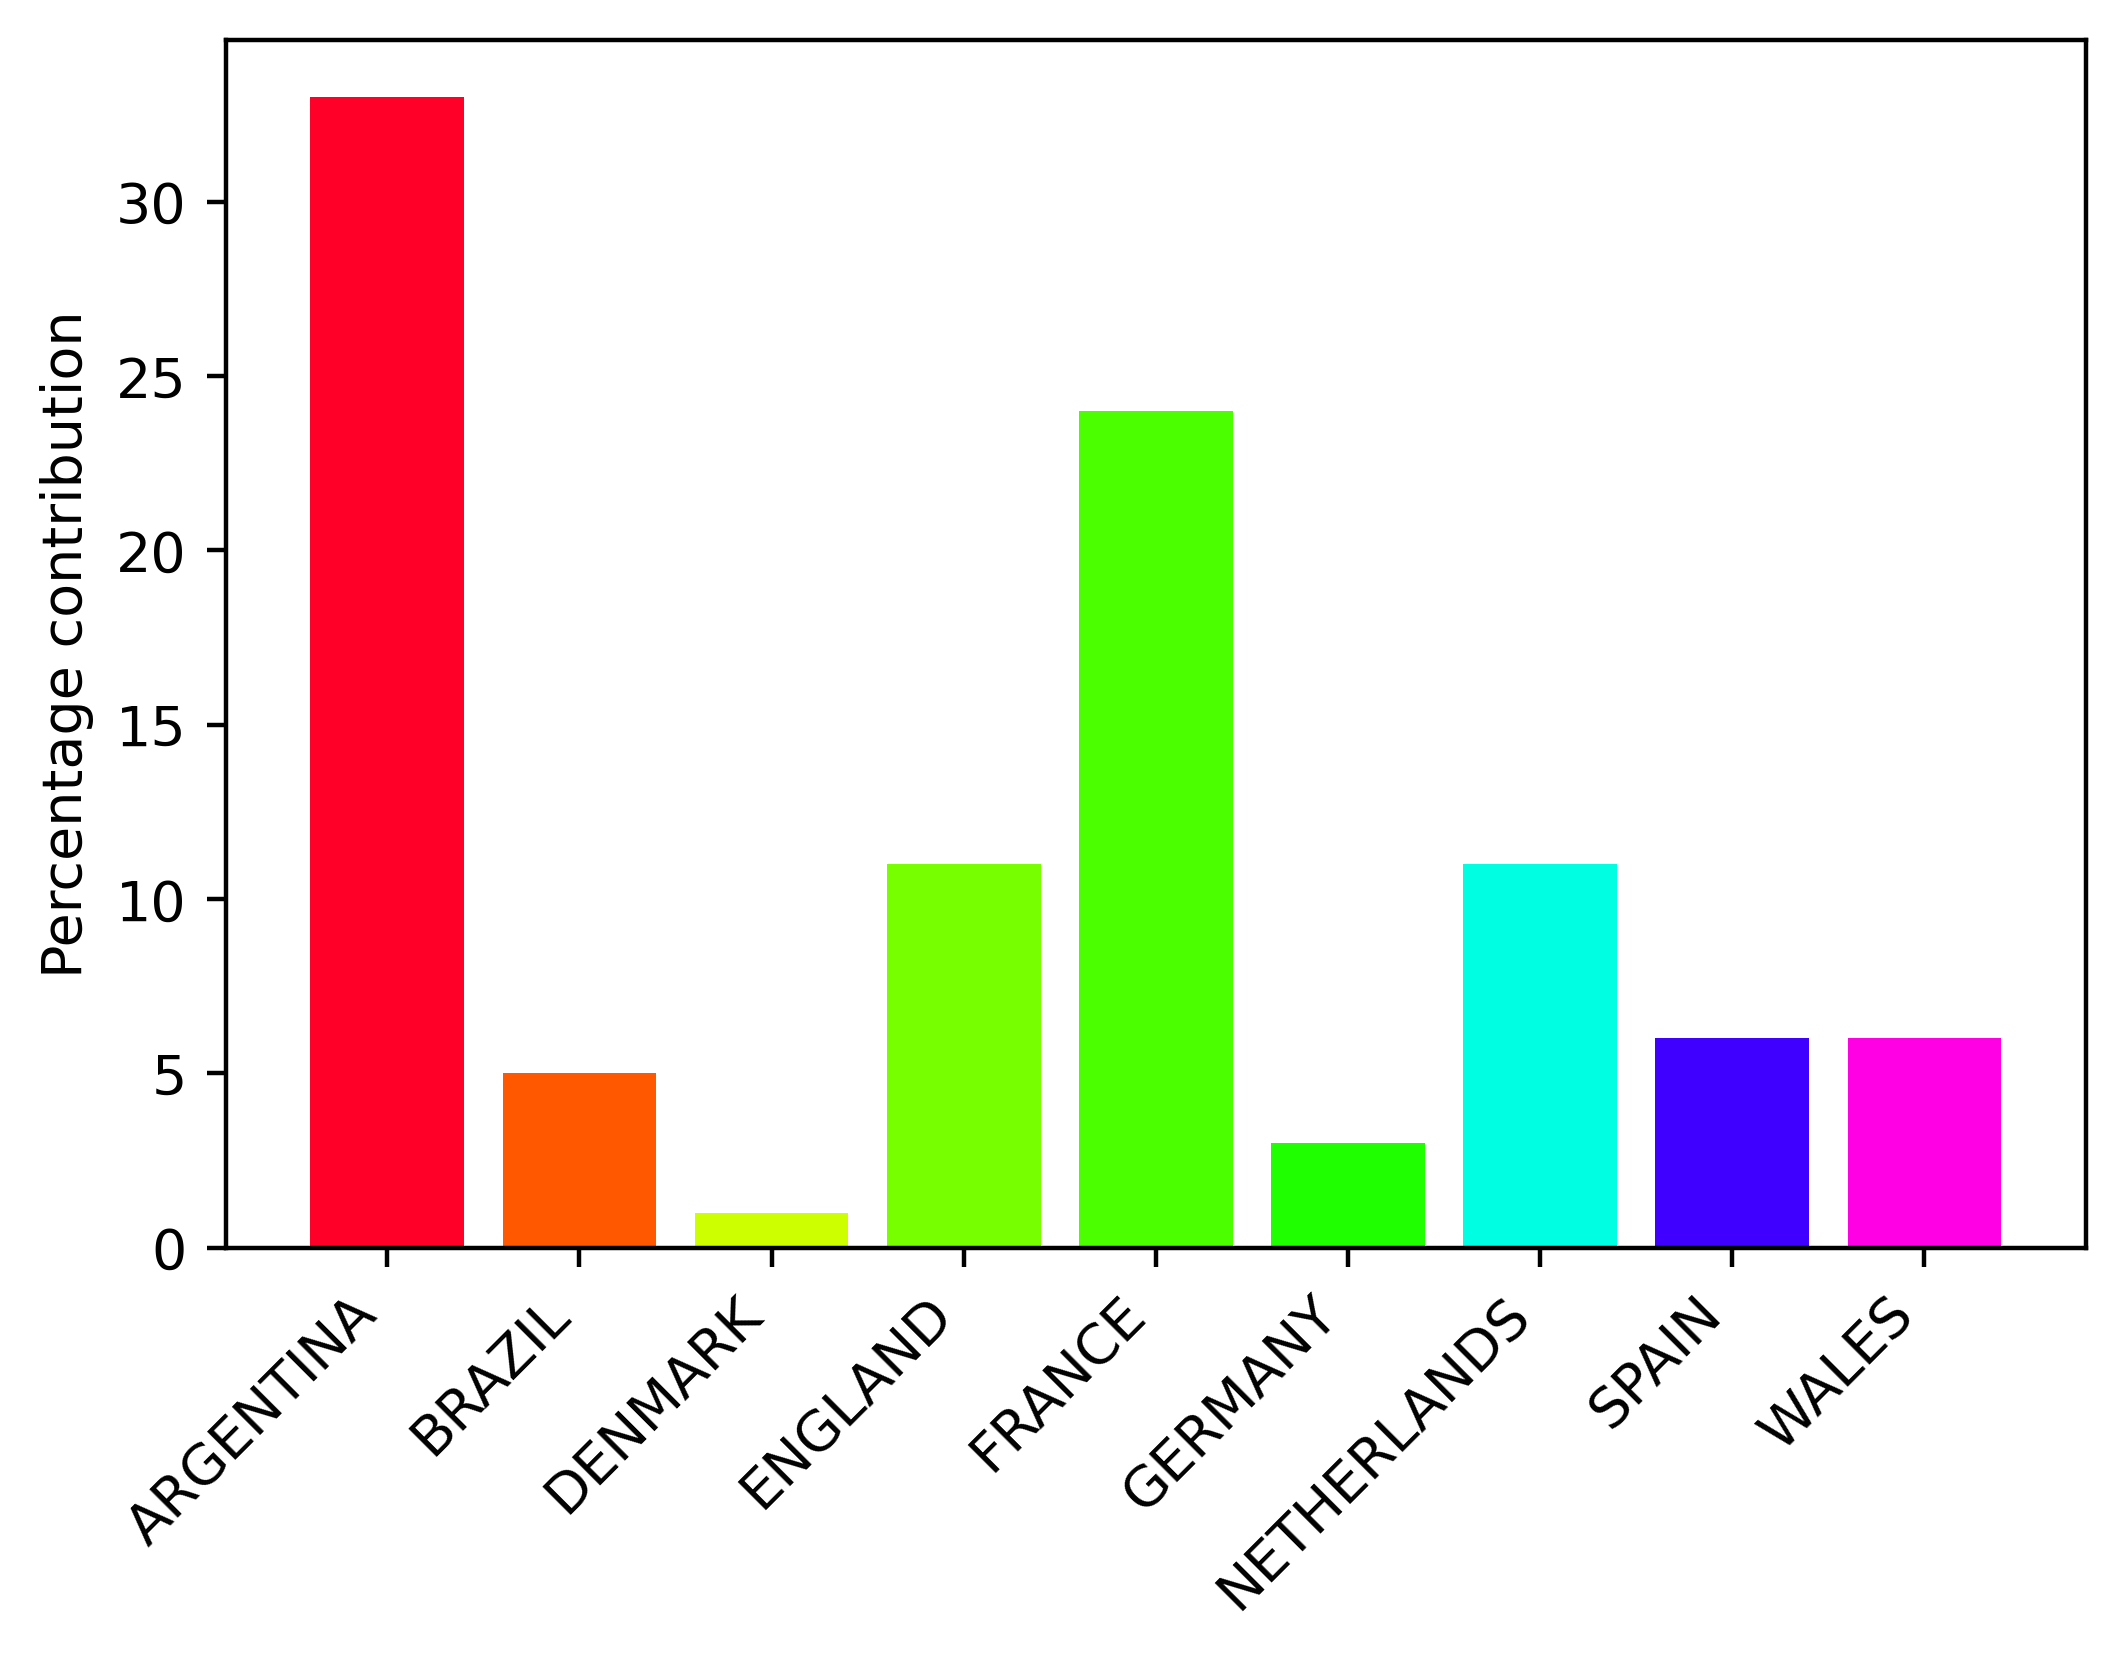 Percentage contribution
30
25
20
15
10
5
0
ARGENTINA
BRAZIL
DENMARK
ENGLAND
FRANCE
GERMANY
NETHERLANDS
SPAIN
WALES